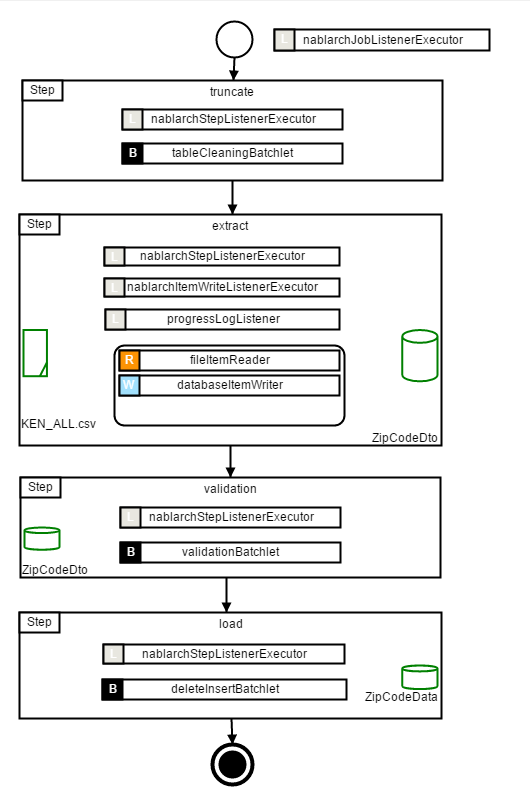 L nablarchJobListenerExecutor
Step
truncate
L nablarchStepListenerExecutor
B tableCleaningBatchlet
Step
extract
L nablarchStepListenerExecutor
L nablarchItemWriteListenerExecutor
L progressLogListener
R fileItemReader
W databaseItemWriter
KEN_ALL.csv
ZipCodeDto
Step
validation
L nablarchStepListenerExecutor
B validationBatchlet
ZipCodeDto
Step
load
L nablarchStepListenerExecutor
B deleteInsertBatchlet
ZipCodeData